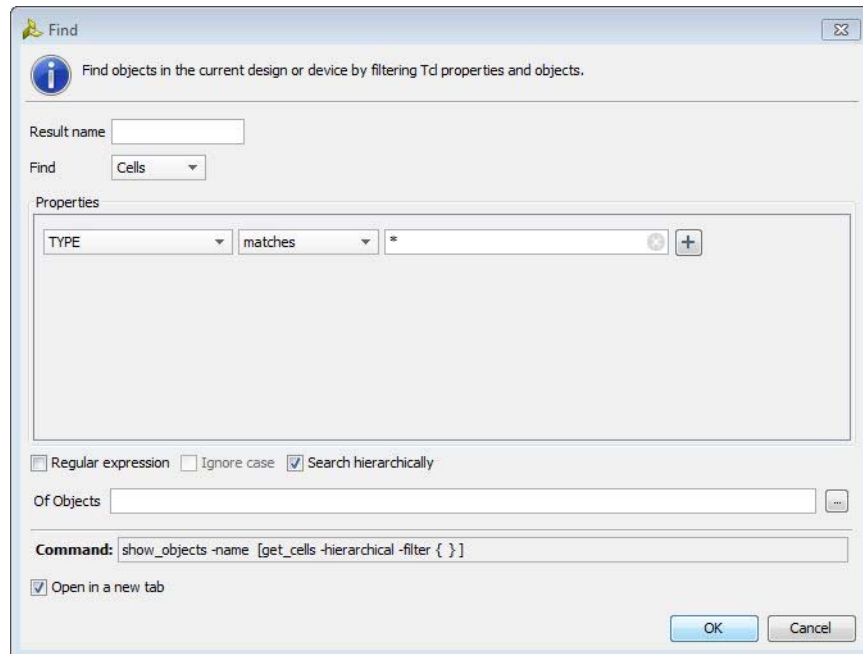 Find
Find objects in the current design or device by filtering Tcl properties and objects.
Result name
Find Cells
Properties
TYPE matches *
Regular expression Ignore case Search hierarchically
Of Objects ...
Command: show_objects -name [get_cells -hierarchical -filter { } ]
Open in a new tab
OK Cancel